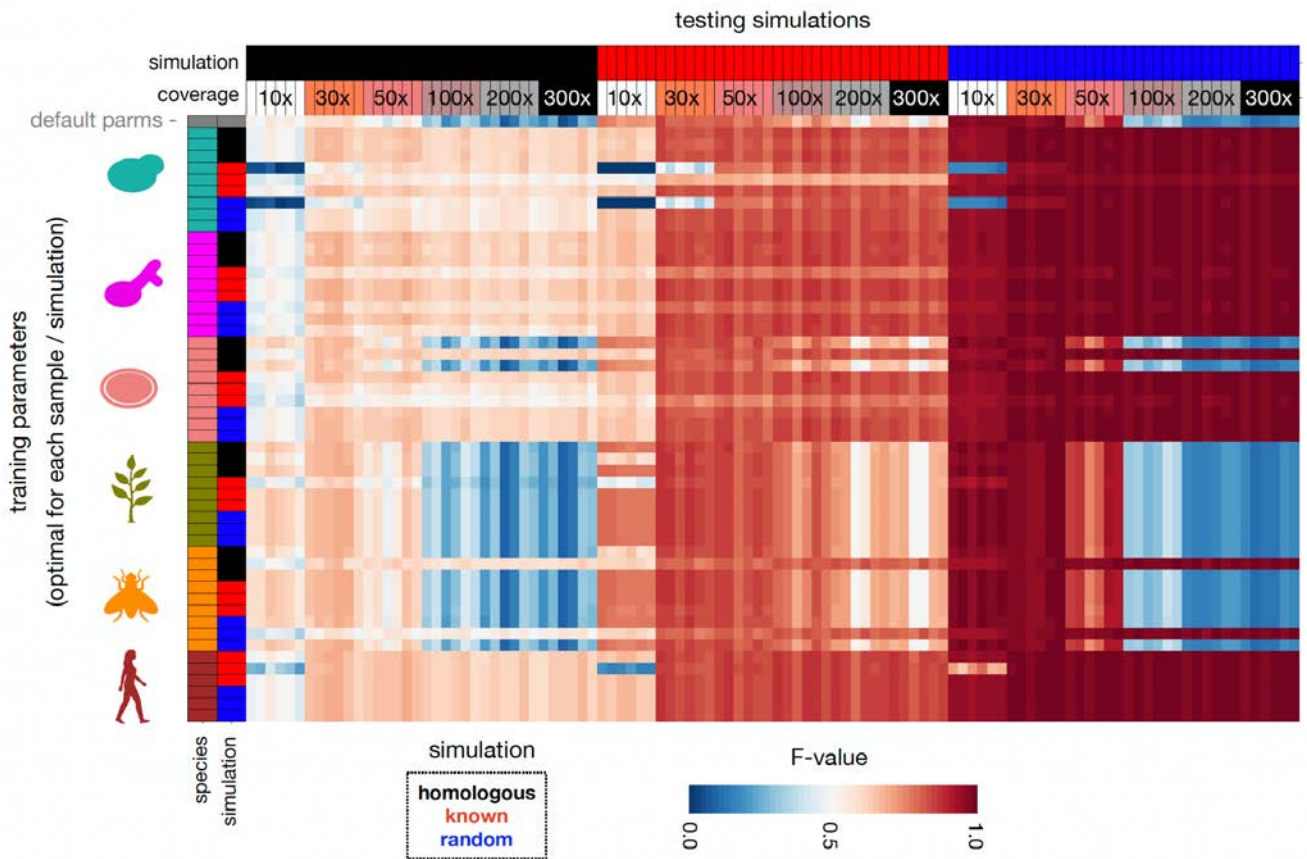 testing simulations
simulation
coverage
10x 30x 50x 100x 200x 300x 10x 30x 50x 100x 200x 300x 10x 30x 50x 100x 200x 300x
default parms -
training parameters
(optimal for each sample / simulation)
species
simulation
simulation
homologous
known
random
F-value
0.0
0.5
1.0